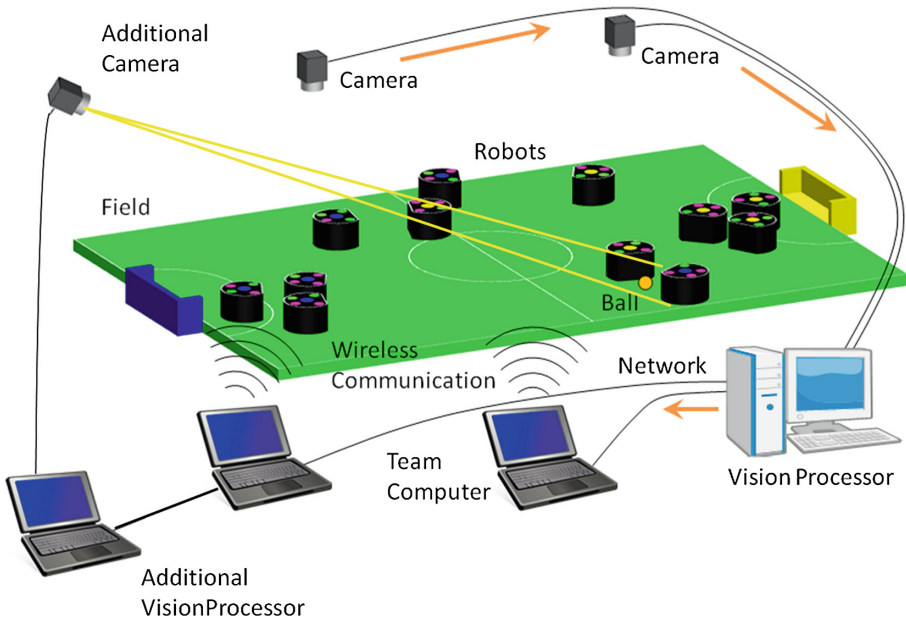 Additional
Camera
Camera
Camera
Robots
Field
Ball
Wireless
Communication
Network
Team
Computer
Vision Processor
Additional
VisionProcessor